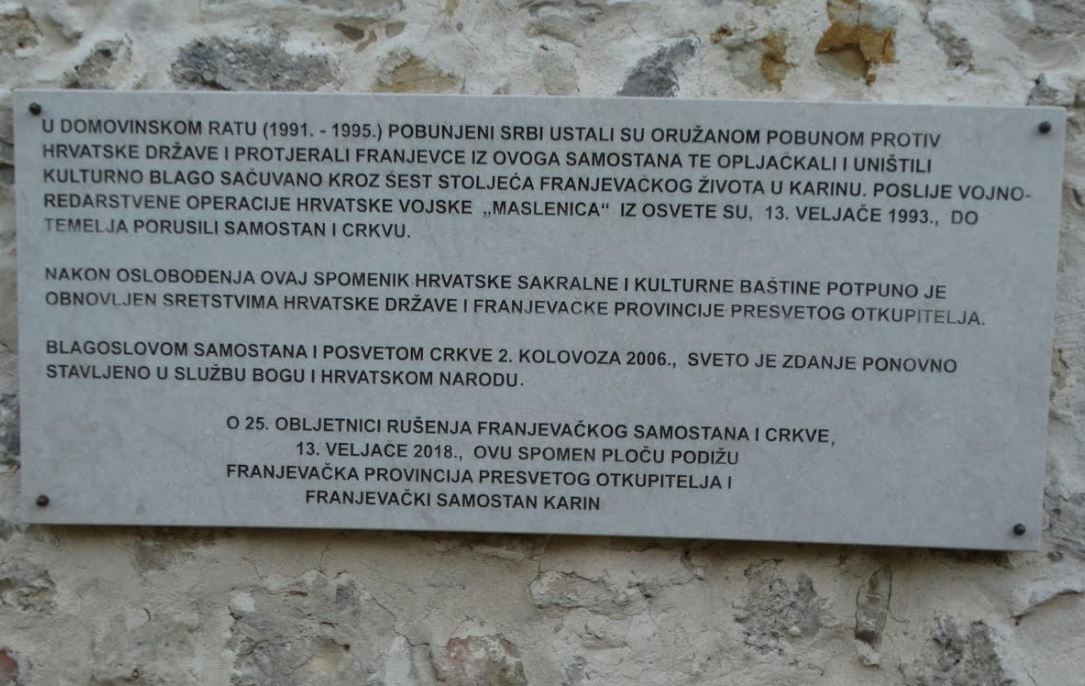 U DOMOVINSKOM RATU (1991. - 1995.) POBUNJENI SRBI USTALI SU ORUŽANOM POBUNOM PROTIV
HRVATSKE DRŽAVE I PROTJERALI FRANJEVCE IZ OVOGA SAMOSTANA TE OPLJAČKALI I UNIŠTILI
KULTURNO BLAGO SAČUVANO KROZ ŠEST STOLJEĆA FRANJEVAČKOG ŽIVOTA U KARINU. POSLIJE VOJNO-
REDARSTVENE OPERACIJE HRVATSKE VOJSKE „MASLENICA“ IZ OSVETE SU, 13. VELJAČE 1993., DO
TEMELJA PORUSILI SAMOSTAN I CRKVU.
NAKON OSLOBOĐENJA OVAJ SPOMENIK HRVATSKE SAKRALNE I KULTURNE BAŠTINE POTPUNO JE
OBNOVLJEN SRETSTVIMA HRVATSKE DRŽAVE I FRANJEVAČKE PROVINCIJE PRESVETOG OTKUPITELJA.
BLAGOSLOVOM SAMOSTANA I POSVETOM CRKVE 2. KOLOVOZA 2006., SVETO JE ZDANJE PONOVNO
STAVLJENO U SLUŽBU BOGU I HRVATSKOM NARODU.
O 25. OBLJETNICI RUŠENJA FRANJEVAČKOG SAMOSTANA I CRKVE,
13. VELJAČE 2018., OVU SPOMEN PLOČU PODIŽU
FRANJEVAČKA PROVINCIJA PRESVETOG OTKUPITELJA I
FRANJEVAČKI SAMOSTAN KARIN